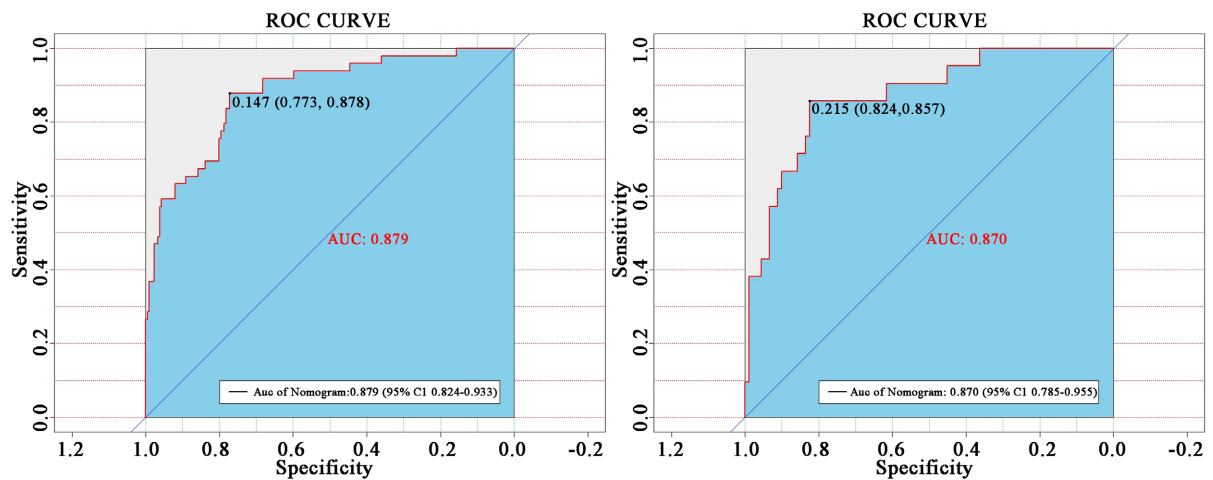 ROC CURVE
1.0
0.8
0.6
0.4
0.2
0.0
Sensitivity
0.147 (0.773, 0.878)
AUC: 0.879
Auc of Nomogram:0.879 (95% C1 0.824-0.933)
1.2 1.0 0.8 0.6 0.4 0.2 0.0 -0.2
Specificity
ROC CURVE
1.0
0.8
0.6
0.4
0.2
0.0
Sensitivity
0.215 (0.824,0.857)
AUC: 0.870
Auc of Nomogram: 0.870 (95% C1 0.785-0.955)
1.2 1.0 0.8 0.6 0.4 0.2 0.0 -0.2
Specificity